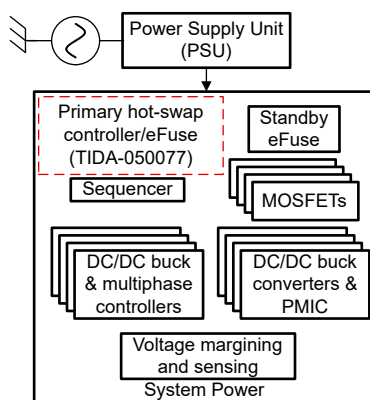 Power Supply Unit
(PSU)
Primary hot-swap
controller/eFuse
(TIDA-050077)
Standby
eFuse
Sequencer
MOSFETs
DC/DC buck
& multiphase
controllers
DC/DC buck
converters &
PMIC
Voltage margining
and sensing
System Power